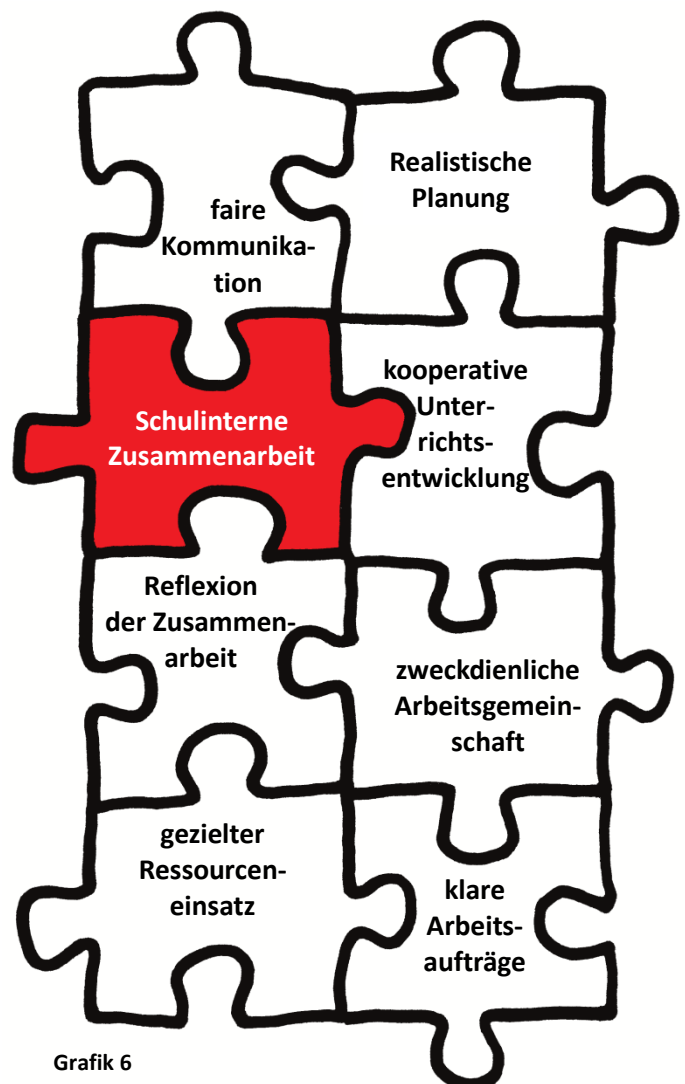 faire
Kommunika-
tion
Realistische
Planung
Schulinterne
Zusammenarbeit
kooperative
Unter-
richts-
entwicklung
Reflexion
der Zusammen-
arbeit
zweckdienliche
Arbeitsgemein-
schaft
gezielter
Ressourcen-
einsatz
klare
Arbeits-
aufträge
Grafik 6